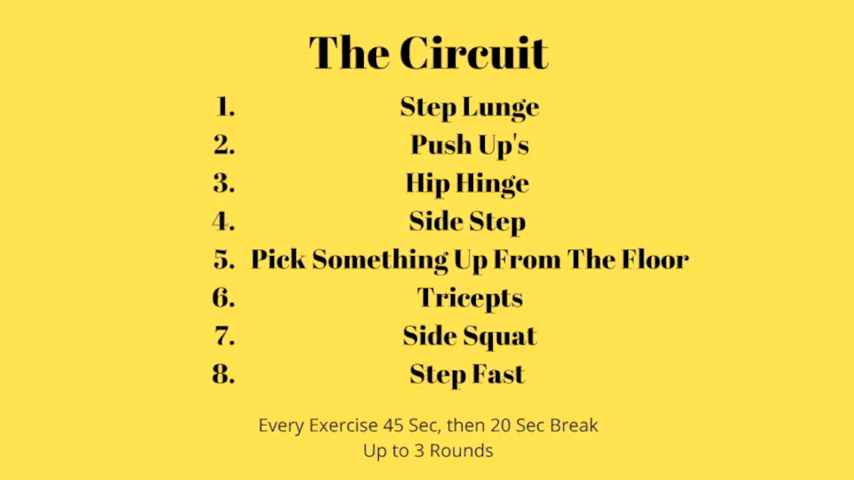 The Circuit
1. Step Lunge
2. Push Up's
3. Hip Hinge
4. Side Step
5. Pick Something Up From The Floor
6. Tricepts
7. Side Squat
8. Step Fast
Every Exercise 45 Sec, then 20 Sec Break
Up to 3 Rounds